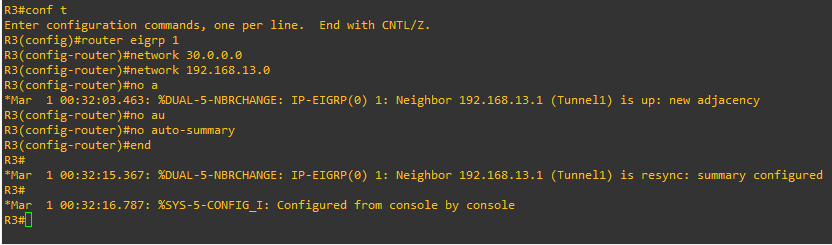 R3#conf t
Enter configuration commands, one per line.  End with CNTL/Z.
R3(config)#router eigrp 1
R3(config-router)#network 30.0.0.0
R3(config-router)#network 192.168.13.0
R3(config-router)#no a
*Mar  1 00:32:03.463: %DUAL-5-NBRCHANGE: IP-EIGRP(0) 1: Neighbor 192.168.13.1 (Tunnel1) is up: new adjacency
R3(config-router)#no au
R3(config-router)#no auto-summary
R3(config-router)#end
R3#
*Mar  1 00:32:15.367: %DUAL-5-NBRCHANGE: IP-EIGRP(0) 1: Neighbor 192.168.13.1 (Tunnel1) is resync: summary configured
R3#
*Mar  1 00:32:16.787: %SYS-5-CONFIG_I: Configured from console by console
R3#